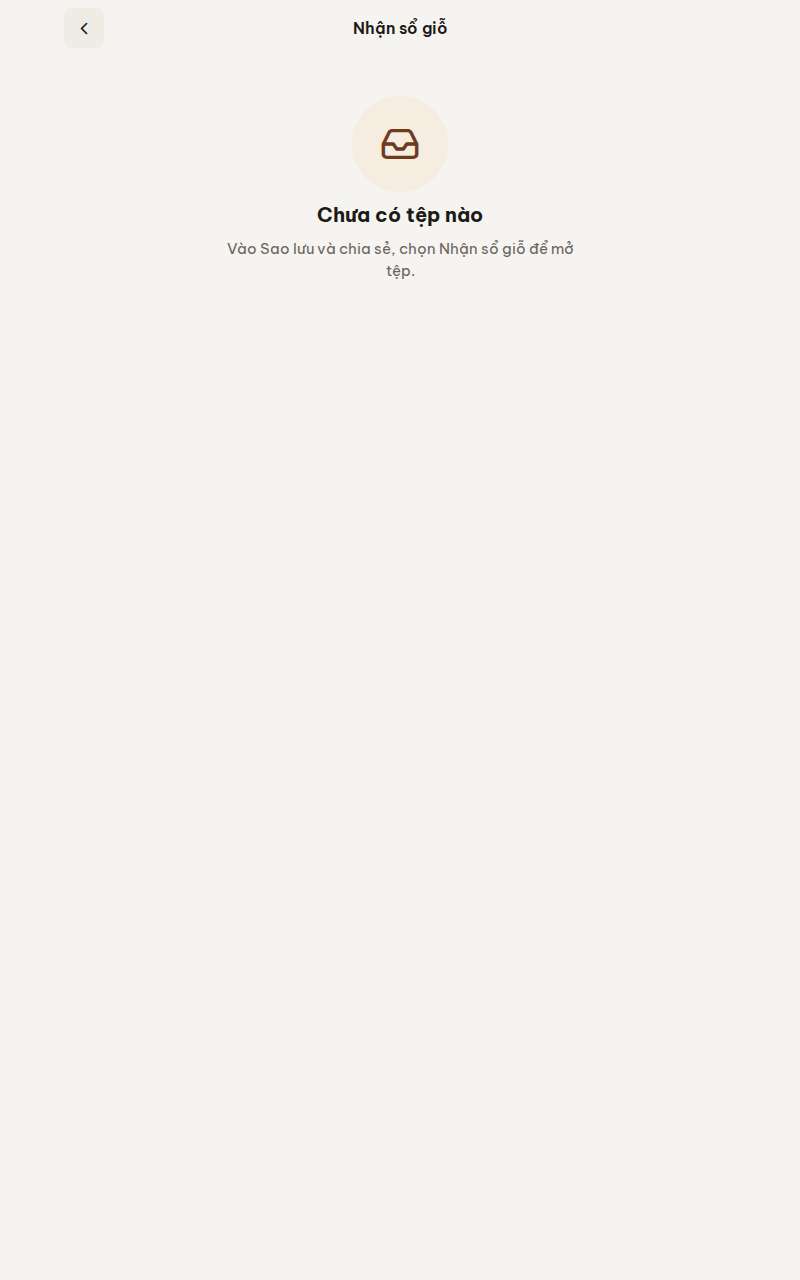 Nhận sổ giỗ
Chưa có tệp nào
Vào Sao lưu và chia sẻ, chọn Nhận sổ giỗ để mở
tệp.